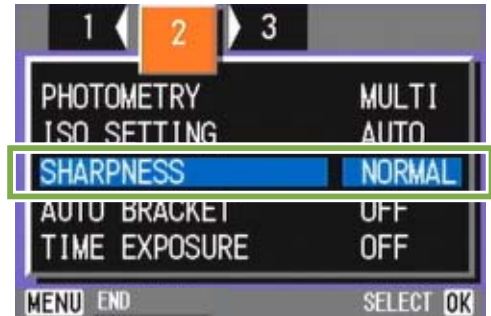 1 2 3
PHOTOMETRY MULTI
ISO SETTING AUTO
SHARPNESS NORMAL
AUTO BRACKET OFF
TIME EXPOSURE OFF
MENU END SELECT OK